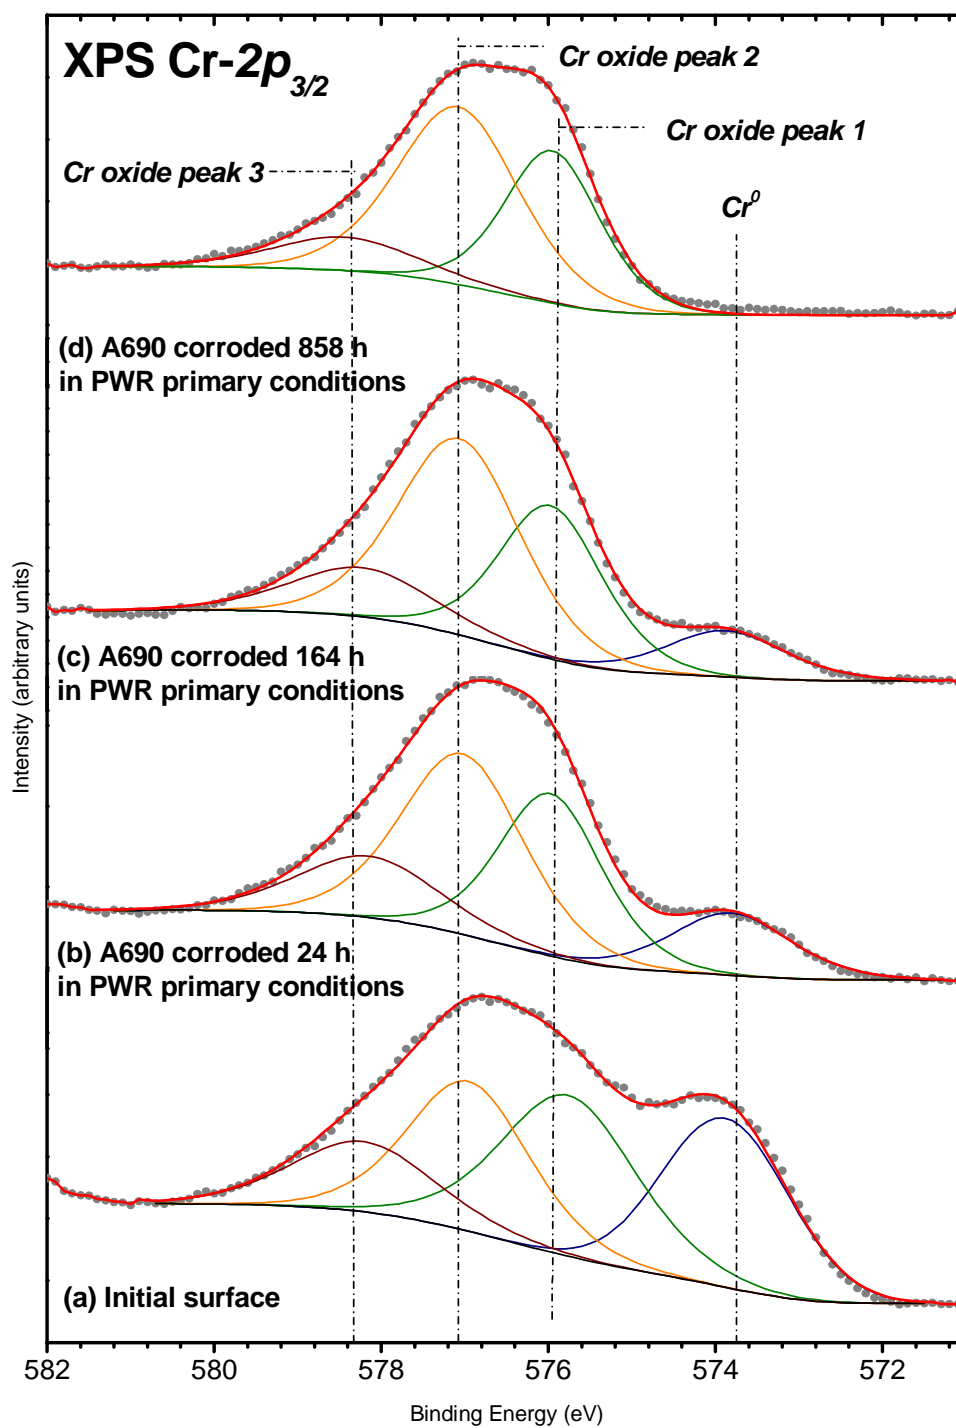 XPS Cr-2p3/2
Cr oxide peak 2
Cr oxide peak 1
Cr oxide peak 3
Cr0
(d) A690 corroded 858 h
in PWR primary conditions
(c) A690 corroded 164 h
in PWR primary conditions
(b) A690 corroded 24 h
in PWR primary conditions
(a) Initial surface
Intensity (arbitrary units)
582 580 578 576 574 572
Binding Energy (eV)